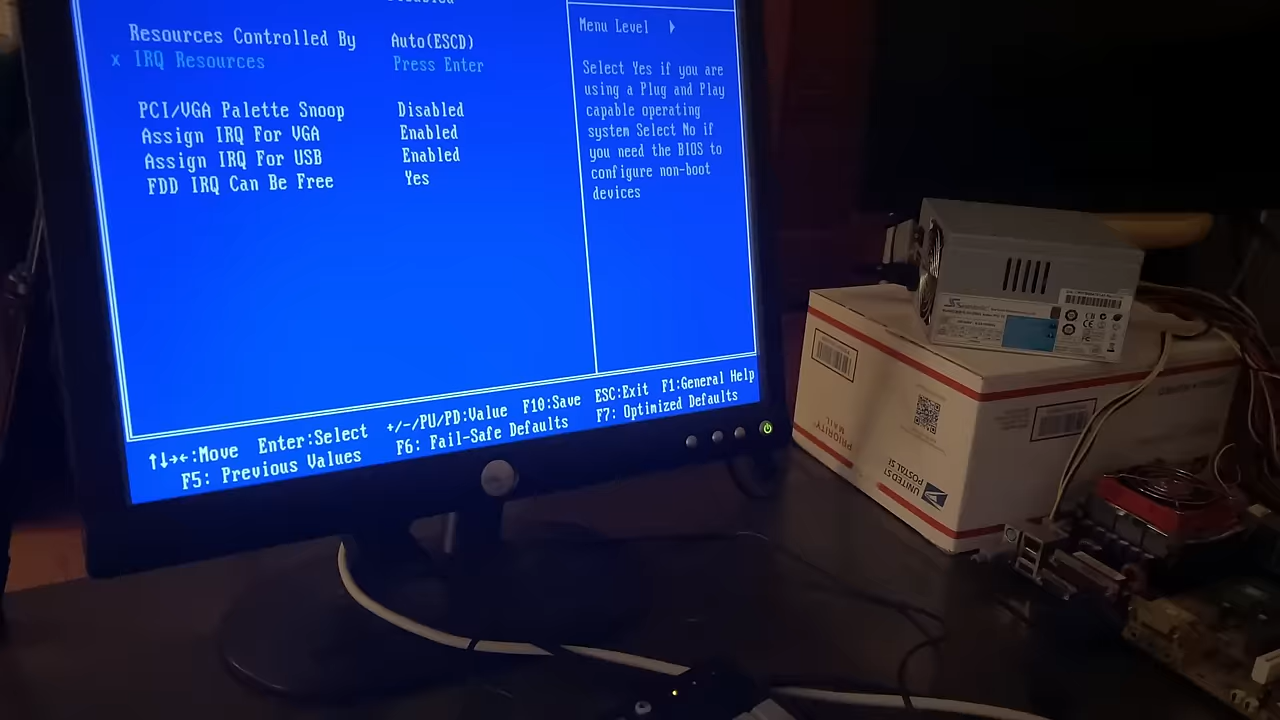 Resources Controlled By Auto(ESCD)
x IRQ Resources Press Enter
PCI/VGA Palette Snoop Disabled
Assign IRQ For VGA Enabled
Assign IRQ For USB Enabled
FDD IRQ Can Be Free Yes
Menu Level
Select Yes if you are
using a Plug and Play
capable operating
system Select No if
you need the BIOS to
configure non-boot
devices
↑↓→←:Move Enter:Select +/-/PU/PD:Value F10:Save ESC:Exit F1:General Help
F5: Previous Values F6: Fail-Safe Defaults F7: Optimized Defaults
PRIORITY
MAIL
UNITED ST
POSTAL SE